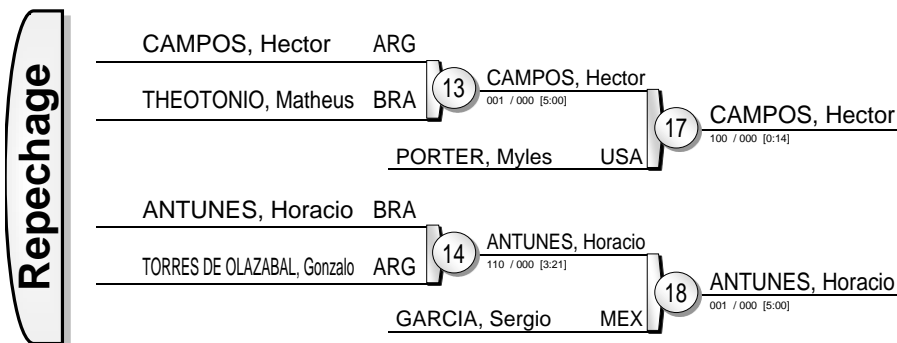 Repechage
CAMPOS, Hector ARG
THEOTONIO, Matheus BRA
13
CAMPOS, Hector
001 / 000 [5:00]
PORTER, Myles USA
17
CAMPOS, Hector
100 / 000 [0:14]
ANTUNES, Horacio BRA
TORRES DE OLAZABAL, Gonzalo ARG
14
ANTUNES, Horacio
110 / 000 [3:21]
GARCIA, Sergio MEX
18
ANTUNES, Horacio
001 / 000 [5:00]